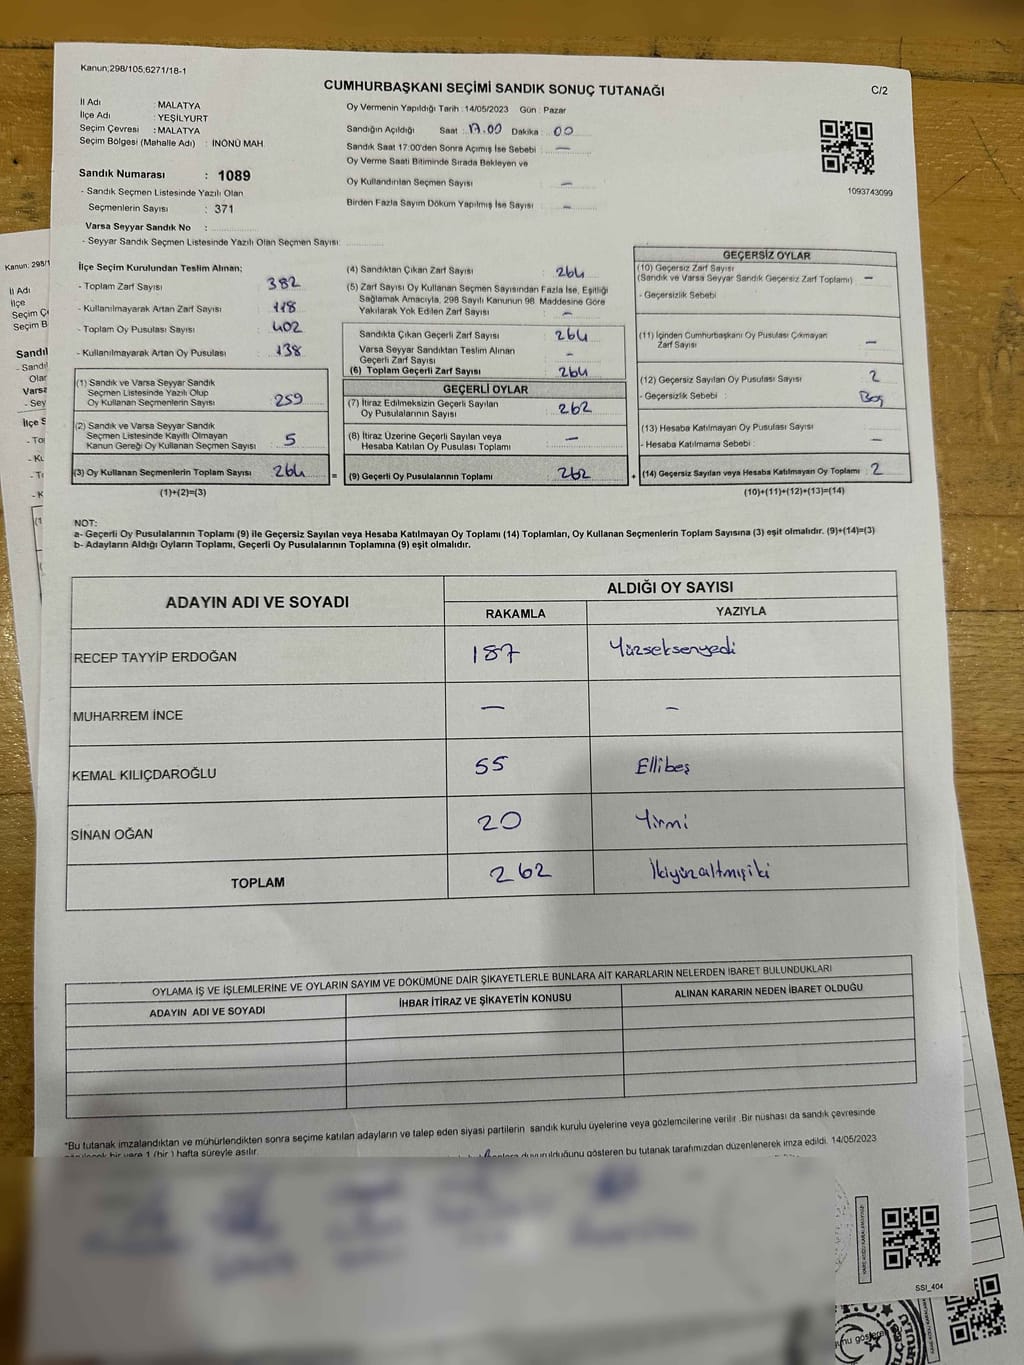 Kanun;298/105;6271/18-1
CUMHURBAŞKANI SEÇİMİ SANDIK SONUÇ TUTANAĞI
C/2
İl Adı : MALATYA
İlçe Adı : YEŞİLYURT
Seçim Çevresi : MALATYA
Seçim Bölgesi (Mahalle Adı) : İNÖNÜ MAH.
Sandık Numarası : 1089
- Sandık Seçmen Listesinde Yazılı Olan
Seçmenlerin Sayısı : 371
Varsa Seyyar Sandık No :
- Seyyar Sandık Seçmen Listesinde Yazılı Olan Seçmen Sayısı:
Oy Vermenin Yapıldığı Tarih :14/05/2023 Gün : Pazar
Sandığın Açıldığı Saat : 17.00 Dakika : 00
Sandık Saat 17:00'den Sonra Açımış İse Sebebi : —
Oy Verme Saati Bitiminde Sırada Bekleyen ve
Oy Kullandırılan Seçmen Sayısı : —
Birden Fazla Sayım Döküm Yapılmış İse Sayısı : —
1093743099
İlçe Seçim Kurulundan Teslim Alınan;
- Toplam Zarf Sayısı : 382
- Kullanılmayarak Artan Zarf Sayısı : 118
- Toplam Oy Pusulası Sayısı : 402
- Kullanılmayarak Artan Oy Pusulası : 138
(1) Sandık ve Varsa Seyyar Sandık
Seçmen Listesinde Yazılı Olup
Oy Kullanan Seçmenlerin Sayısı : 259
(2) Sandık ve Varsa Seyyar Sandık
Seçmen Listesinde Kayıtlı Olmayan
Kanun Gereği Oy Kullanan Seçmen Sayısı : 5
(3) Oy Kullanan Seçmenlerin Toplam Sayısı : 264
(1)+(2)=(3)
(4) Sandıktan Çıkan Zarf Sayısı : 264
(5) Zarf Sayısı Oy Kullanan Seçmen Sayısından Fazla İse, Eşitliği
Sağlamak Amacıyla, 298 Sayılı Kanunun 98. Maddesine Göre
Yakılarak Yok Edilen Zarf Sayısı : —
Sandıkta Çıkan Geçerli Zarf Sayısı : 264
Varsa Seyyar Sandıktan Teslim Alınan
Geçerli Zarf Sayısı : —
(6) Toplam Geçerli Zarf Sayısı : 264
GEÇERLİ OYLAR
(7) İtiraz Edilmeksizin Geçerli Sayılan
Oy Pusulalarının Sayısı : 262
(8) İtiraz Üzerine Geçerli Sayılan veya
Hesaba Katılan Oy Pusulası Toplamı : —
= (9) Geçerli Oy Pusulalarının Toplamı : 262
GEÇERSİZ OYLAR
(10) Geçersiz Zarf Sayısı
(Sandık ve Varsa Seyyar Sandık Geçersiz Zarf Toplamı) : —
- Geçersizlik Sebebi :
(11) İçinden Cumhurbaşkanı Oy Pusulası Çıkmayan
Zarf Sayısı : —
(12) Geçersiz Sayılan Oy Pusulası Sayısı : 2
- Geçersizlik Sebebi : Boş
(13) Hesaba Katılmayan Oy Pusulası Sayısı :
- Hesaba Katılmama Sebebi : —
+ (14) Geçersiz Sayılan veya Hesaba Katılmayan Oy Toplamı : 2
(10)+(11)+(12)+(13)=(14)
NOT:
a- Geçerli Oy Pusulalarının Toplamı (9) ile Geçersiz Sayılan veya Hesaba Katılmayan Oy Toplamı (14) Toplamları, Oy Kullanan Seçmenlerin Toplam Sayısına (3) eşit olmalıdır. (9)+(14)=(3)
b- Adayların Aldığı Oyların Toplamı, Geçerli Oy Pusulalarının Toplamına (9) eşit olmalıdır.
ADAYIN ADI VE SOYADI
ALDIĞI OY SAYISI
RAKAMLA YAZIYLA
RECEP TAYYİP ERDOĞAN 187 Yüzseksenyedi
MUHARREM İNCE — —
KEMAL KILIÇDAROĞLU 55 Ellibeş
SİNAN OĞAN 20 Yirmi
TOPLAM 262 İkiyüzaltmışiki
OYLAMA İŞ VE İŞLEMLERİNE VE OYLARIN SAYIM VE DÖKÜMÜNE DAİR ŞİKAYETLERLE BUNLARA AİT KARARLARIN NELERDEN İBARET BULUNDUKLARI
ADAYIN ADI VE SOYADI İHBAR İTİRAZ VE ŞİKAYETİN KONUSU ALINAN KARARIN NEDEN İBARET OLDUĞU
*Bu tutanak imzalandıktan ve mühürlendikten sonra seçime katılan adayların ve talep eden siyasi partilerin sandık kurulu üyelerine veya gözlemcilerine verilir. Bir nüshası da sandık çevresinde
bir yere 1 (bir) hafta süreyle asılır.
duyurulduğunu gösteren bu tutanak tarafımızdan düzenlenerek imza edildi. 14/05/2023
SSI_404